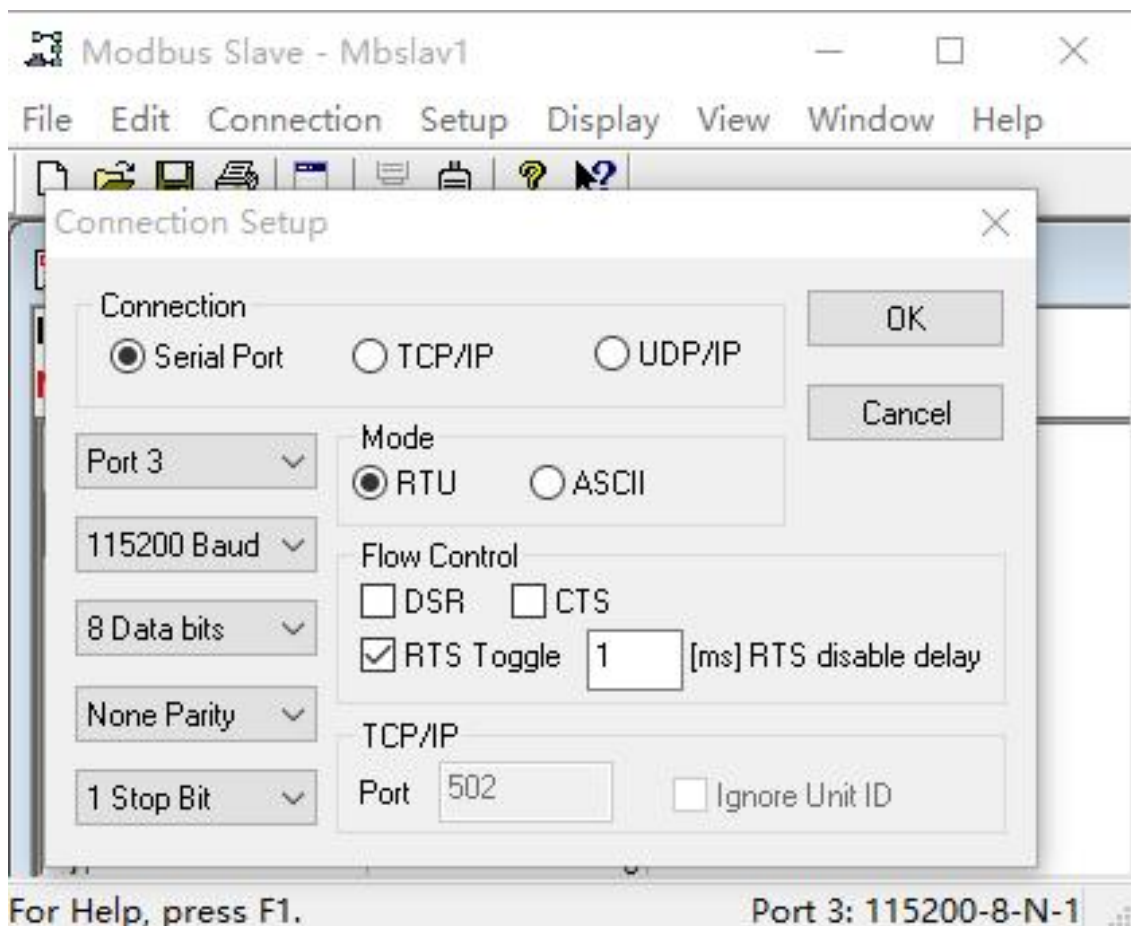 Modbus Slave - Mbslav1
File Edit Connection Setup Display View Window Help
Connection Setup
Connection
Serial Port TCP/IP UDP/IP
OK
Cancel
Port 3
Mode
RTU ASCII
115200 Baud
Flow Control
DSR CTS
8 Data bits
RTS Toggle 1 [ms] RTS disable delay
None Parity
TCP/IP
1 Stop Bit
Port 502 Ignore Unit ID
For Help, press F1. Port 3: 115200-8-N-1